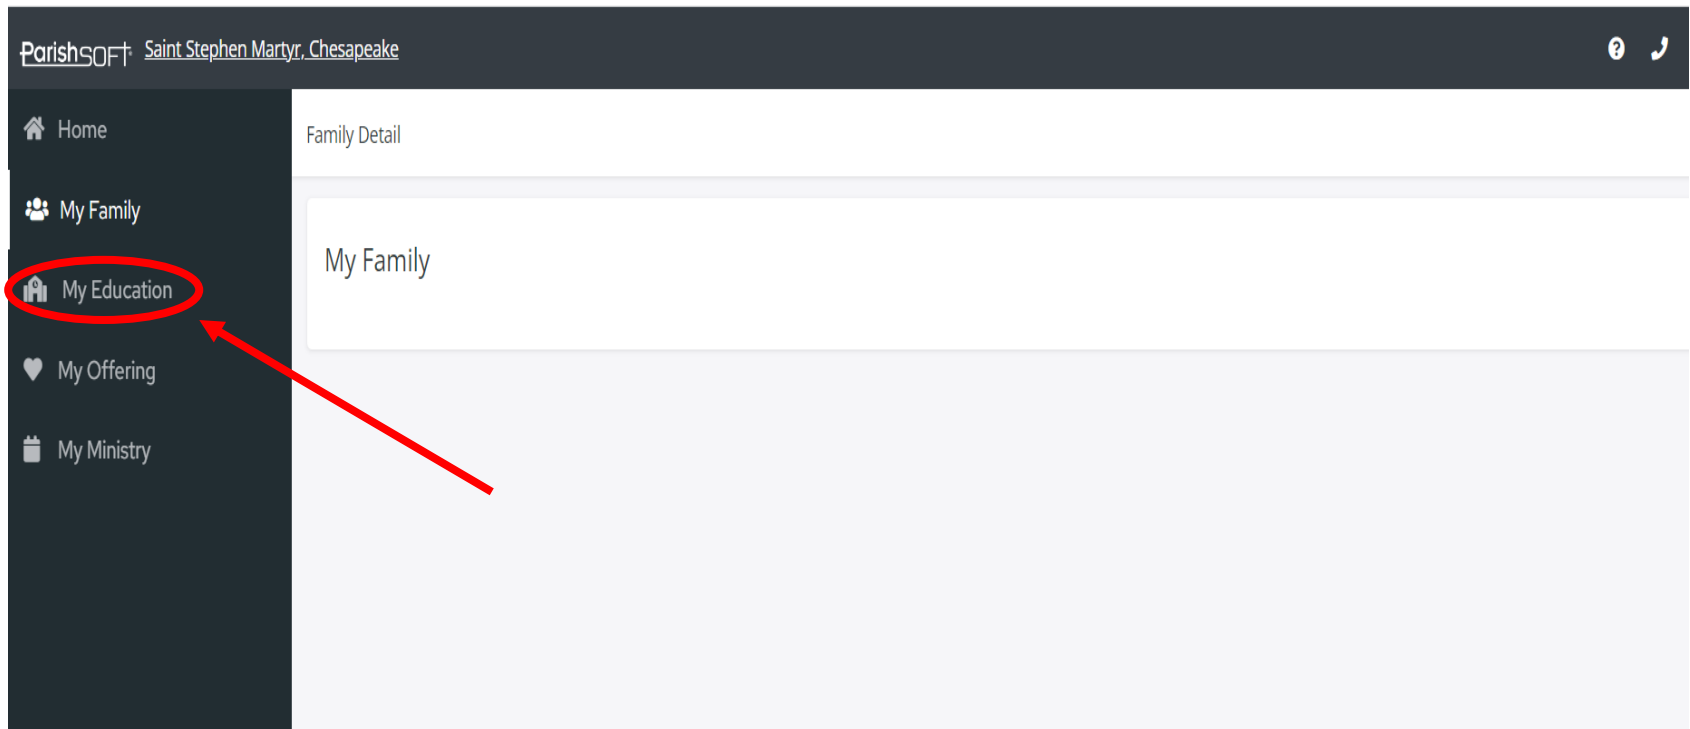 ParishSOFT Saint Stephen Martyr, Chesapeake
Home
Family Detail
My Family
My Family
My Education
My Offering
My Ministry